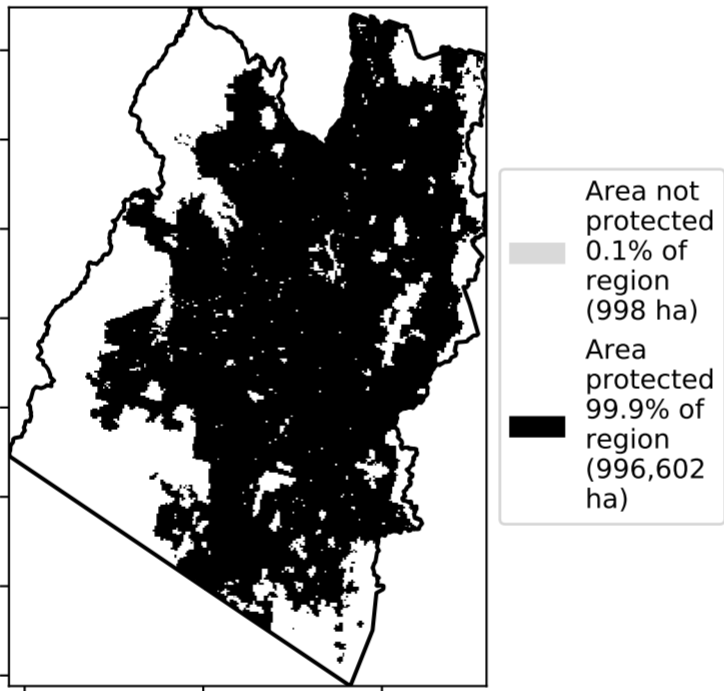 Area not
protected
0.1% of
region
(998 ha)
Area
protected
99.9% of
region
(996,602
ha)